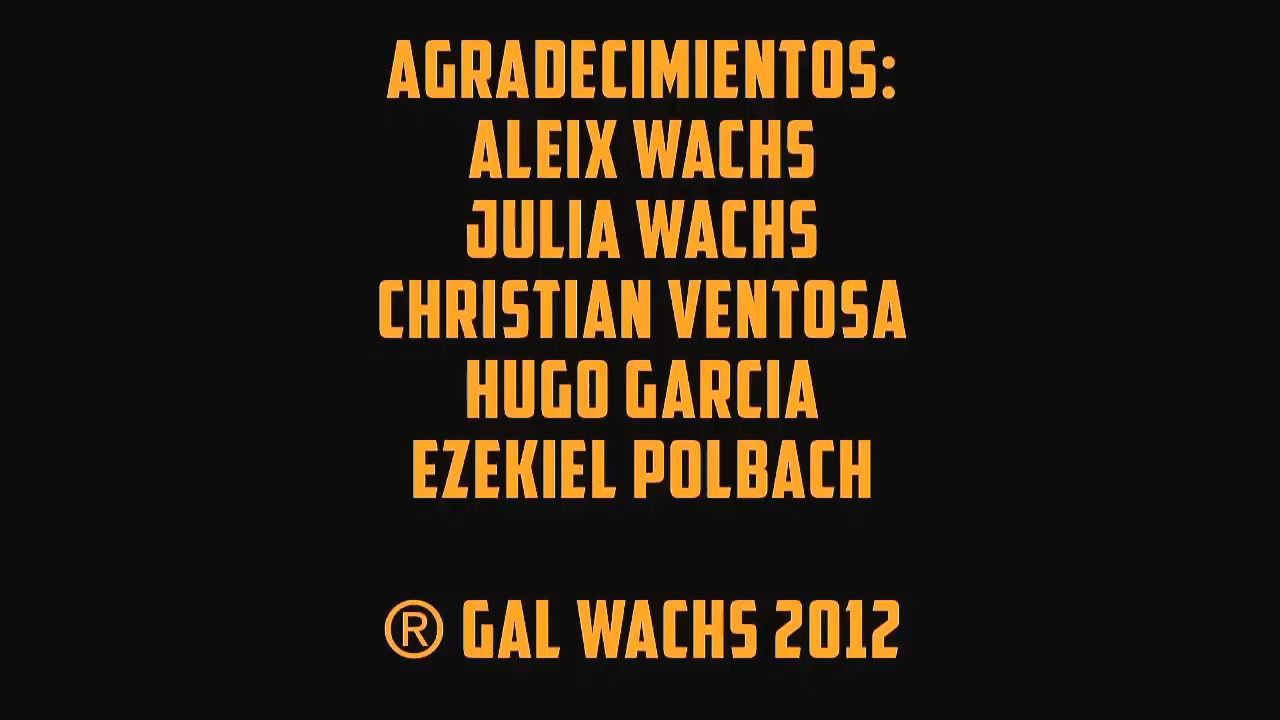 AGRADECIMIENTOS:
ALEIX WACHS
JULIA WACHS
CHRISTIAN VENTOSA
HUGO GARCIA
EZEKIEL POLBACH
® GAL WACHS 2012